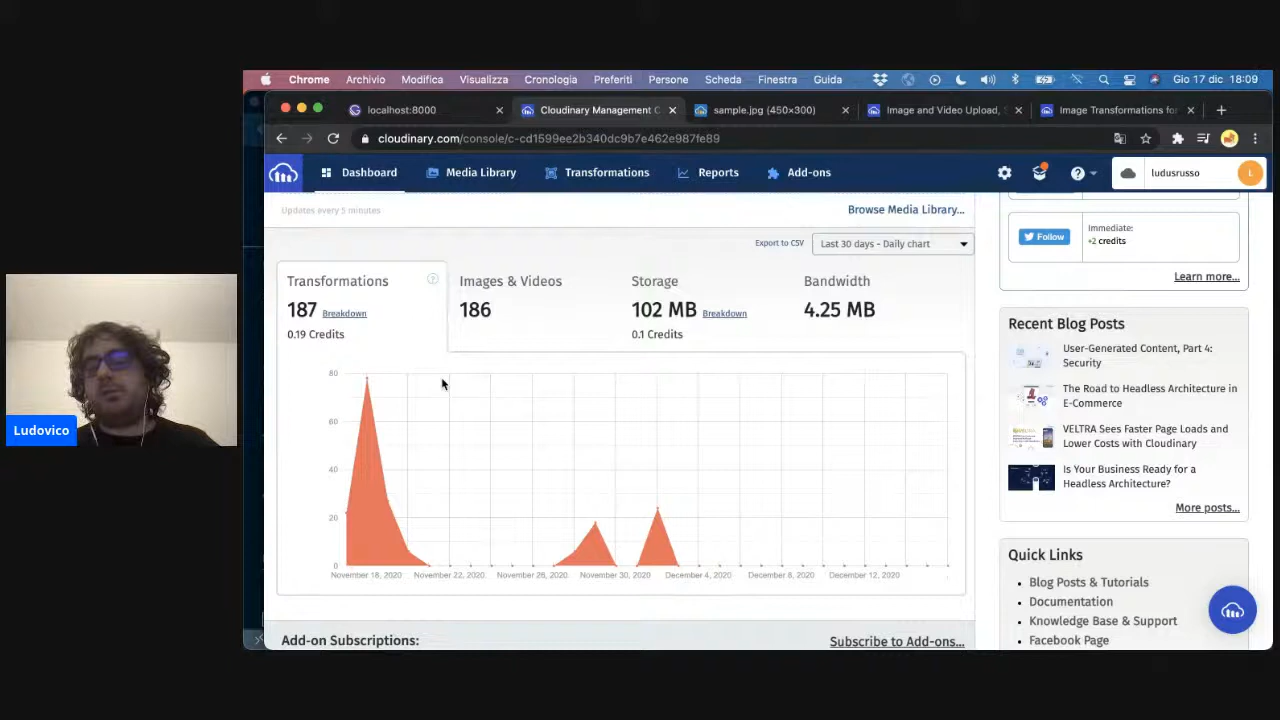 Chrome Archivio Modifica Visualizza Cronologia Preferiti Persone Scheda Finestra Guida Gio 17 dic 18:09
localhost:8000 Cloudinary Management C sample.jpg (450×300) Image and Video Upload, S Image Transformations fo
cloudinary.com/console/c-cd1599ee2b340dc9b7e462e987fe89
Dashboard Media Library Transformations Reports Add-ons ludusrusso L
Updates every 5 minutes
Browse Media Library...
Export to CSV Last 30 days - Daily chart
Transformations
187 Breakdown
0.19 Credits
Images & Videos
186
Storage
102 MB Breakdown
0.1 Credits
Bandwidth
4.25 MB
80
60
40
20
0
November 18, 2020 November 22, 2020 November 26, 2020 November 30, 2020 December 4, 2020 December 8, 2020 December 12, 2020
Add-on Subscriptions:
Subscribe to Add-ons...
Follow
Immediate:
+2 credits
Learn more...
Recent Blog Posts
User-Generated Content, Part 4:
Security
The Road to Headless Architecture in
E-Commerce
VELTRA Sees Faster Page Loads and
Lower Costs with Cloudinary
Is Your Business Ready for a
Headless Architecture?
More posts...
Quick Links
Blog Posts & Tutorials
Documentation
Knowledge Base & Support
Facebook Page
Ludovico